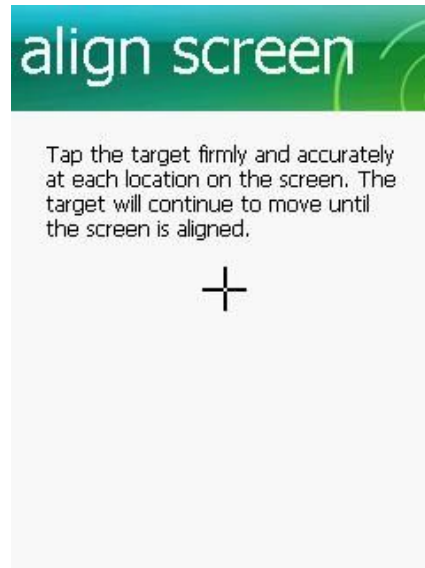 align screen
Tap the target firmly and accurately
at each location on the screen. The
target will continue to move until
the screen is aligned.